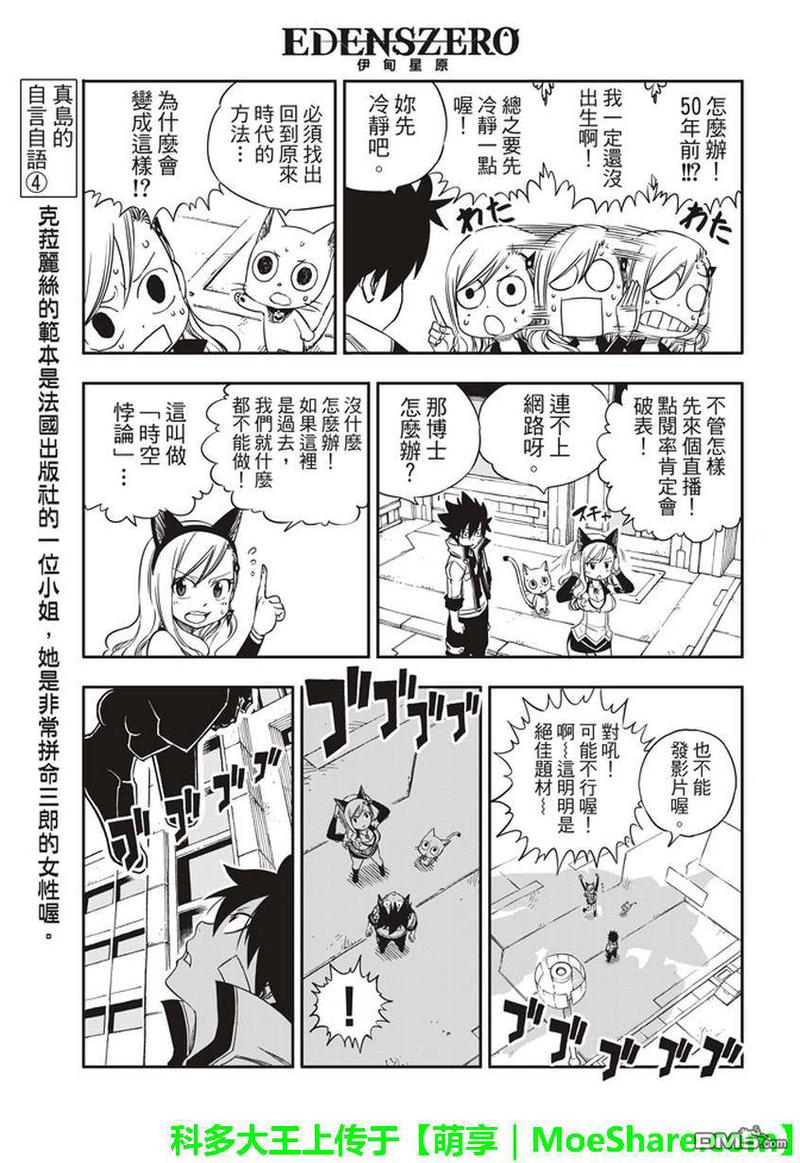 EDENSZERO
伊甸星原
真島的
自言自語④
克菈麗絲的範本是法國出版社的一位小姐，她是非常拼命三郎的女性喔。
怎麼辦！
50年前!!?
我一定還沒
出生啊！
總之要先
冷靜一點
喔！
妳先
冷靜吧。
わた
わた
必須找出
回到原來
時代的
方法…
為什麼會
變成這樣!?
不管怎樣
先來個直播！
點閱率肯定會
破表！
連不上
網路呀。
那博士
怎麼辦？
スチャ
沒什麼
怎麼辦！
如果這裡
是過去，
我們就什麼
都不能做！
這叫做
「時空
悖論」…
也不能
發影片喔。
對吼！
可能不行喔！
啊～這明明是
絕佳題材～
ゴゴゴゴゴ
ゴゴゴゴ
！
ゴゴゴゴ
科多大王上传于【萌享｜MoeShare.com】